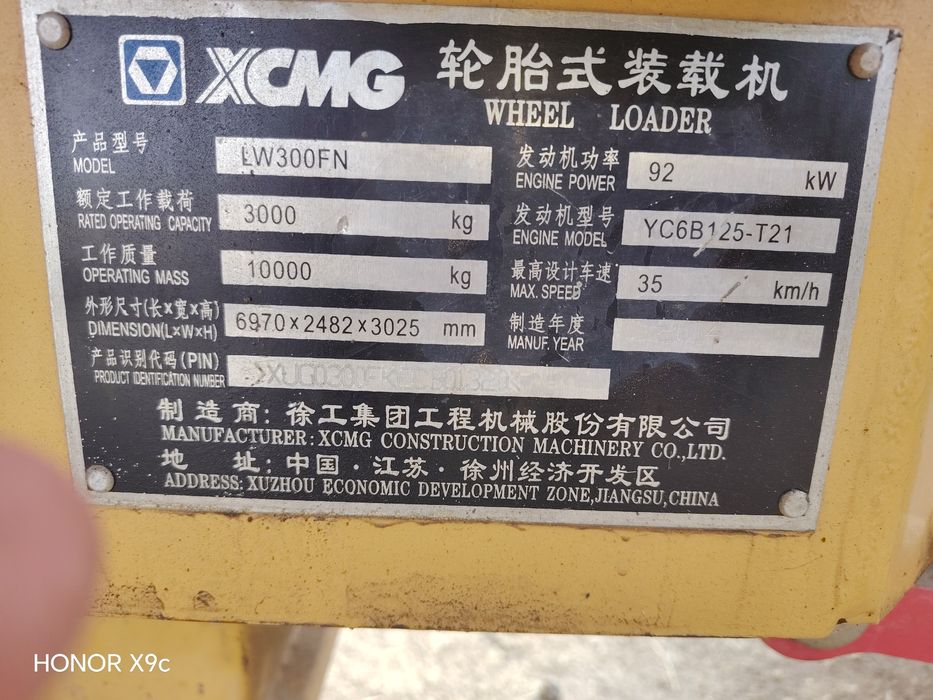 XCMG 轮胎式装载机
WHEEL LOADER
产品型号 MODEL LW300FN
发动机功率 ENGINE POWER 92 kW
额定工作载荷 RATED OPERATING CAPACITY 3000 kg
发动机型号 ENGINE MODEL YC6B125-T21
工作质量 OPERATING MASS 10000 kg
最高设计车速 MAX. SPEED 35 km/h
外形尺寸(长×宽×高) DIMENSION(L×W×H) 6970×2482×3025 mm
制造年度 MANUF. YEAR
产品识别代码(PIN) PRODUCT IDENTIFICATION NUMBER
制造商: 徐工集团工程机械股份有限公司
MANUFACTURER: XCMG CONSTRUCTION MACHINERY CO.,LTD.
地 址: 中国·江苏·徐州经济开发区
ADDRESS: XUZHOU ECONOMIC DEVELOPMENT ZONE,JIANGSU,CHINA
HONOR X9c